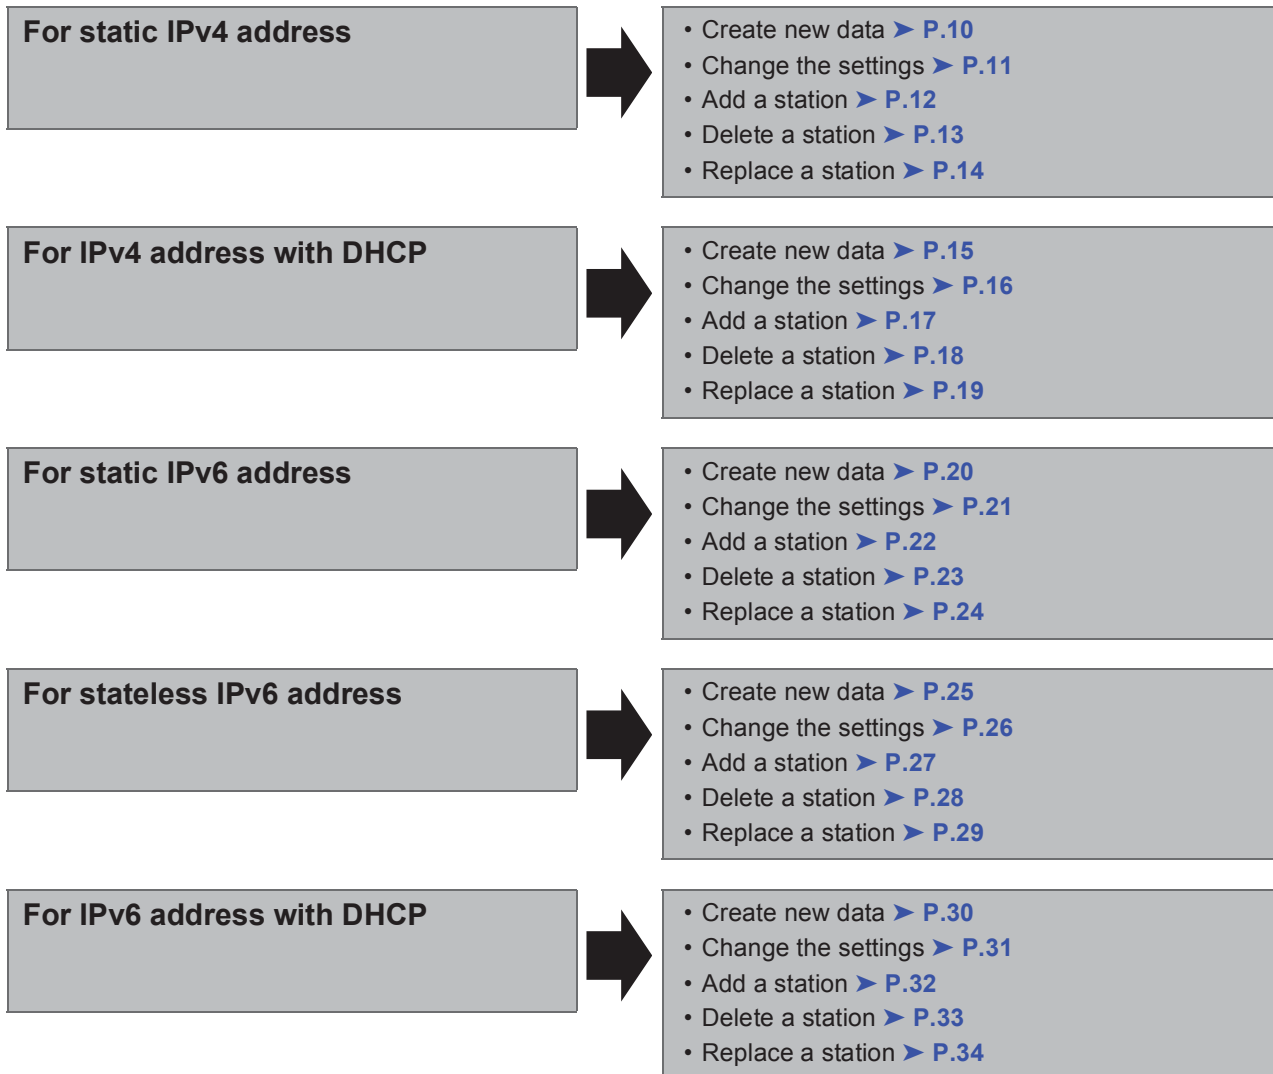 For static IPv4 address
• Create new data ➤ P.10
• Change the settings ➤ P.11
• Add a station ➤ P.12
• Delete a station ➤ P.13
• Replace a station ➤ P.14
For IPv4 address with DHCP
• Create new data ➤ P.15
• Change the settings ➤ P.16
• Add a station ➤ P.17
• Delete a station ➤ P.18
• Replace a station ➤ P.19
For static IPv6 address
• Create new data ➤ P.20
• Change the settings ➤ P.21
• Add a station ➤ P.22
• Delete a station ➤ P.23
• Replace a station ➤ P.24
For stateless IPv6 address
• Create new data ➤ P.25
• Change the settings ➤ P.26
• Add a station ➤ P.27
• Delete a station ➤ P.28
• Replace a station ➤ P.29
For IPv6 address with DHCP
• Create new data ➤ P.30
• Change the settings ➤ P.31
• Add a station ➤ P.32
• Delete a station ➤ P.33
• Replace a station ➤ P.34